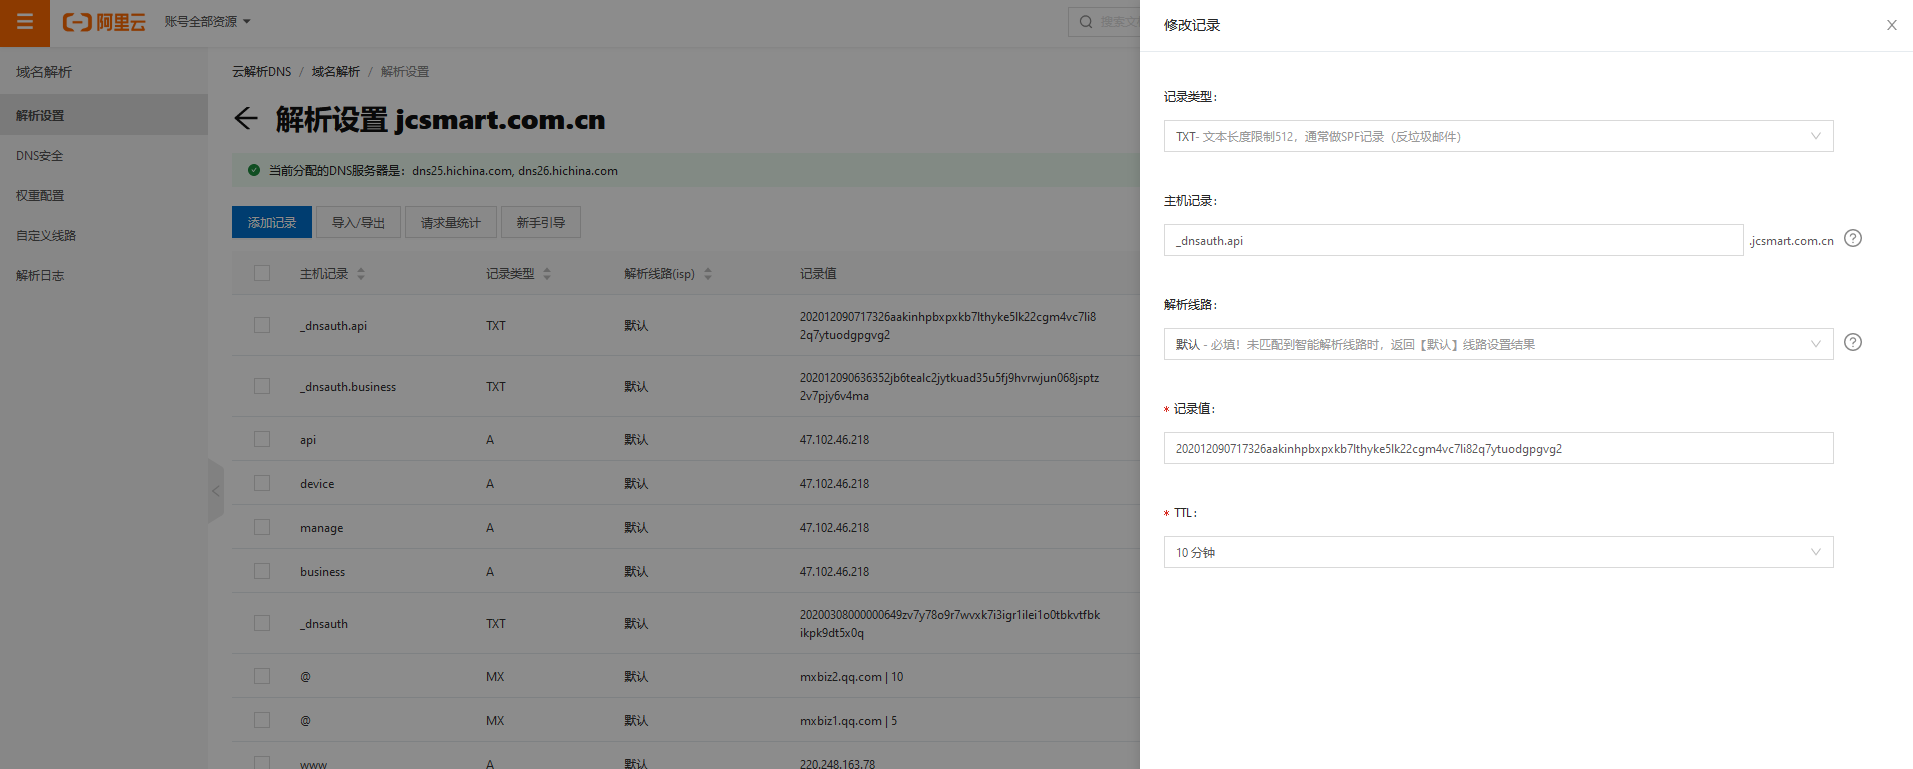 阿里云
账号全部资源
搜索文
域名解析
解析设置
DNS安全
权重配置
自定义线路
解析日志
云解析DNS / 域名解析 / 解析设置
解析设置 jcsmart.com.cn
当前分配的DNS服务器是：dns25.hichina.com, dns26.hichina.com
添加记录 导入/导出 请求量统计 新手引导
主机记录 记录类型 解析线路(isp) 记录值
_dnsauth.api TXT 默认 202012090717326aakinhpbxpxkb7lthyke5lk22cgm4vc7li8
2q7ytuodgpgvg2
_dnsauth.business TXT 默认 202012090636352jb6tealc2jytkuad35u5fj9hvrwjun068jsptz
2v7pjy6v4ma
api A 默认 47.102.46.218
device A 默认 47.102.46.218
manage A 默认 47.102.46.218
business A 默认 47.102.46.218
_dnsauth TXT 默认 20200308000000649zv7y78o9r7wvxk7i3igr1ilei1o0tbkvtfbk
ikpk9dt5x0q
@ MX 默认 mxbiz2.qq.com | 10
@ MX 默认 mxbiz1.qq.com | 5
www A 默认 220.248.163.78
修改记录
记录类型：
TXT- 文本长度限制512，通常做SPF记录（反垃圾邮件）
主机记录：
_dnsauth.api .jcsmart.com.cn
解析线路：
默认 - 必填！未匹配到智能解析线路时，返回【默认】线路设置结果
* 记录值：
202012090717326aakinhpbxpxkb7lthyke5lk22cgm4vc7li82q7ytuodgpgvg2
* TTL：
10 分钟